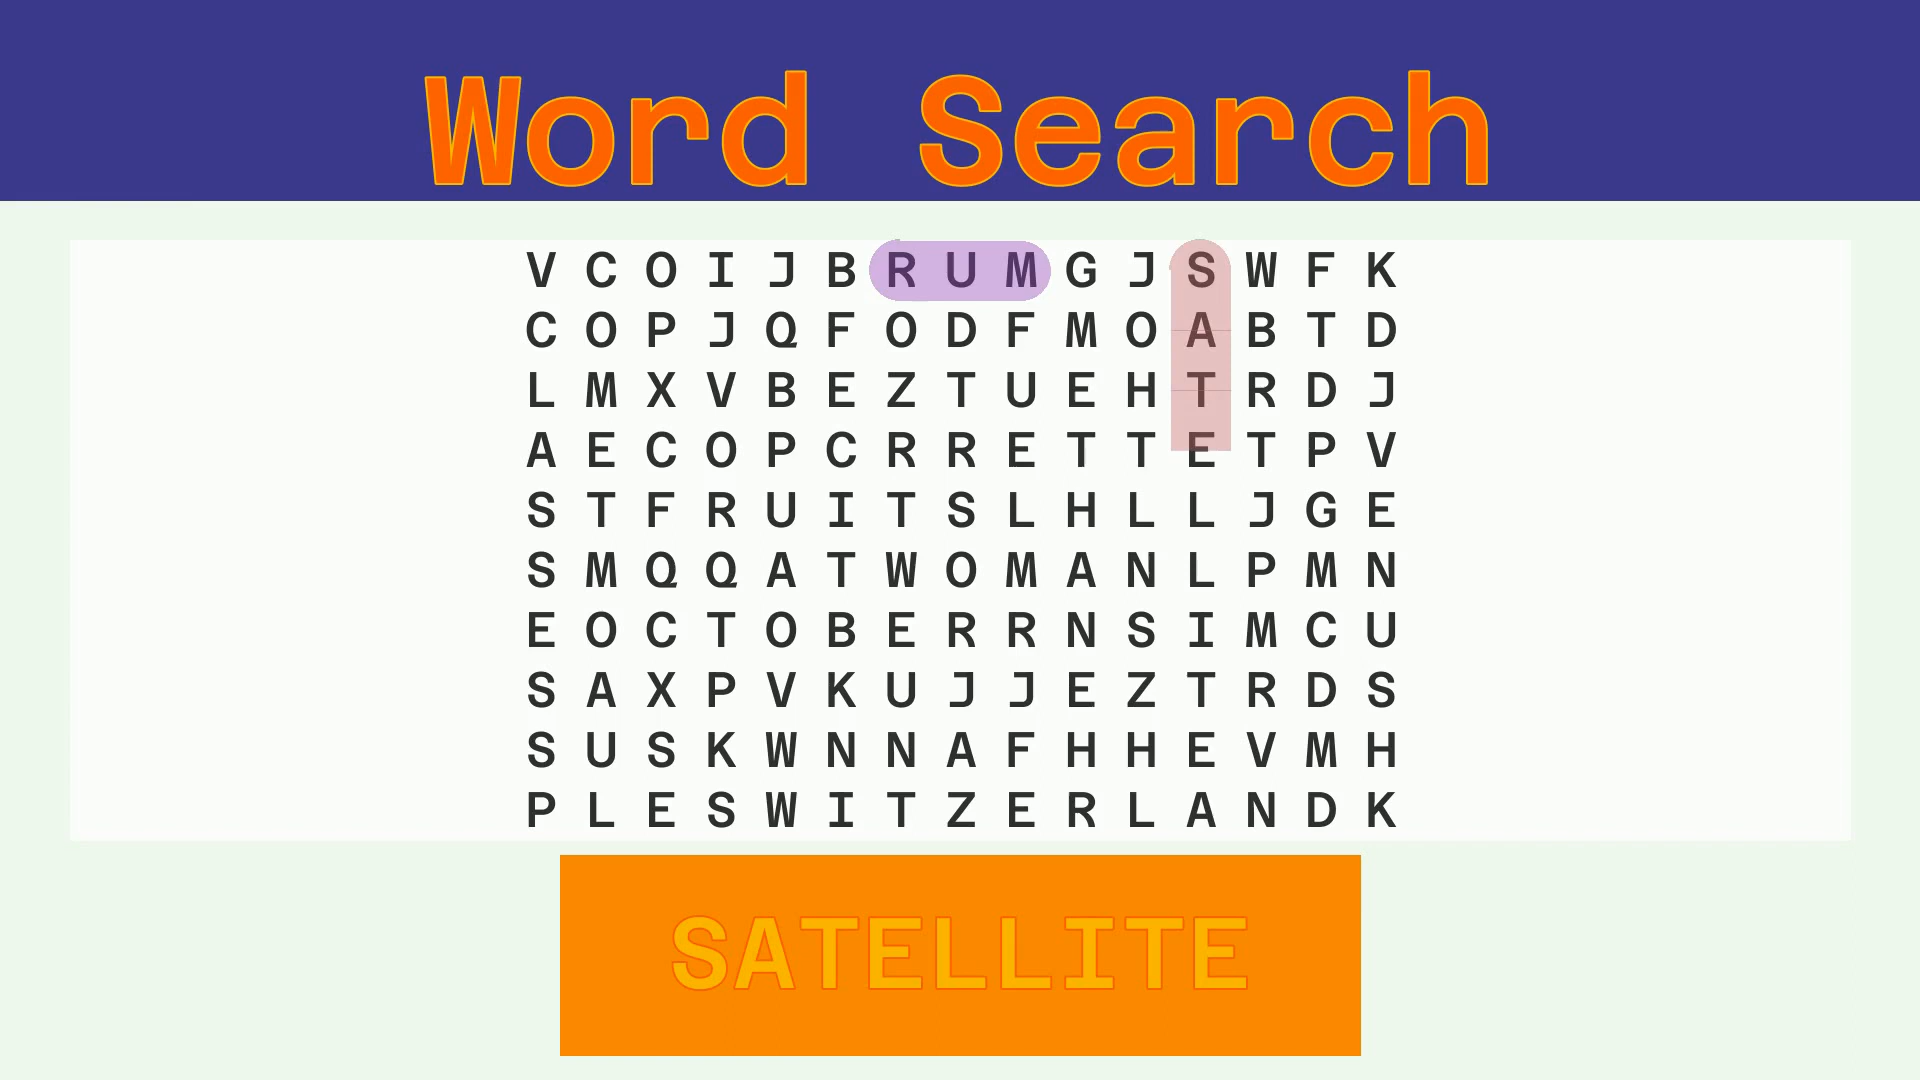 Word Search
V C O I J B R U M G J S W F K
C O P J Q F O D F M O A B T D
L M X V B E Z T U E H T R D J
A E C O P C R R E T T E T P V
S T F R U I T S L H L L J G E
S M Q Q A T W O M A N L P M N
E O C T O B E R R N S I M C U
S A X P V K U J J E Z T R D S
S U S K W N N A F H H E V M H
P L E S W I T Z E R L A N D K
SATELLITE